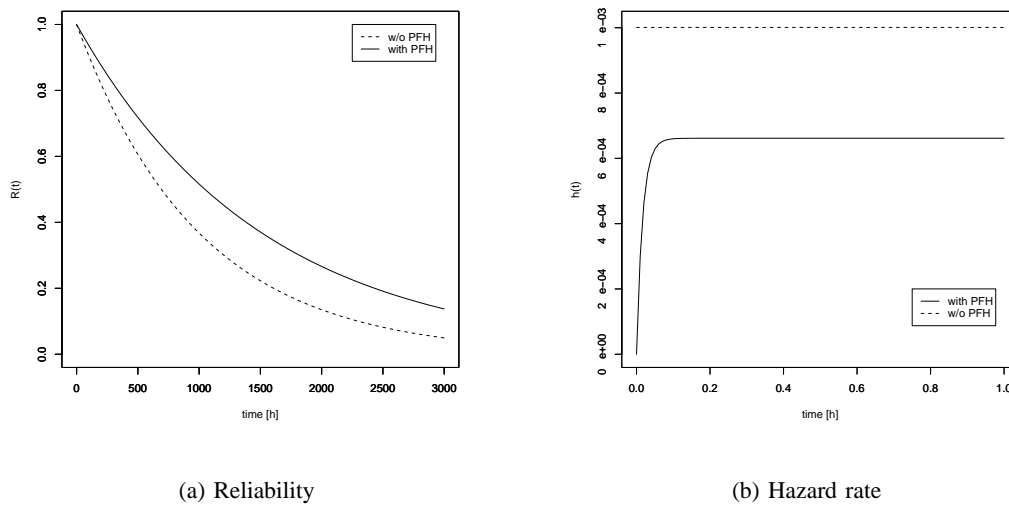 w/o PFH
with PFH
1.0
0.8
0.6
0.4
0.2
0.0
R(t)
0 500 1000 1500 2000 2500 3000
time [h]
(a) Reliability
1 e−03
8 e−04
6 e−04
4 e−04
2 e−04
0 e+00
h(t)
with PFH
w/o PFH
0.0 0.2 0.4 0.6 0.8 1.0
time [h]
(b) Hazard rate